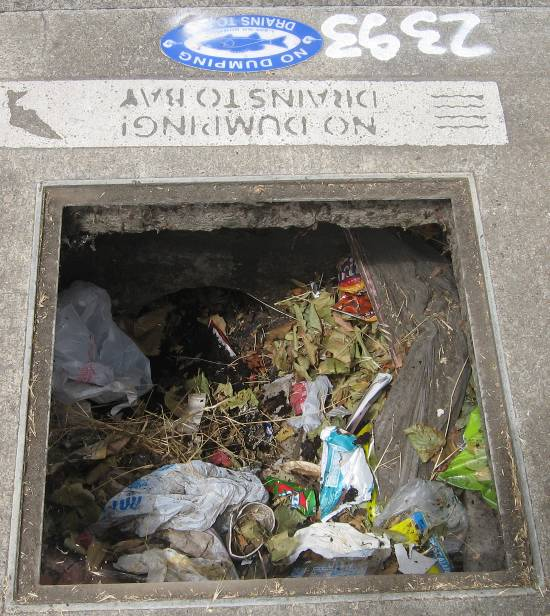 NO DUMPING!
DRAINS TO BAY
2393
NO DUMPING
DRAINS TO